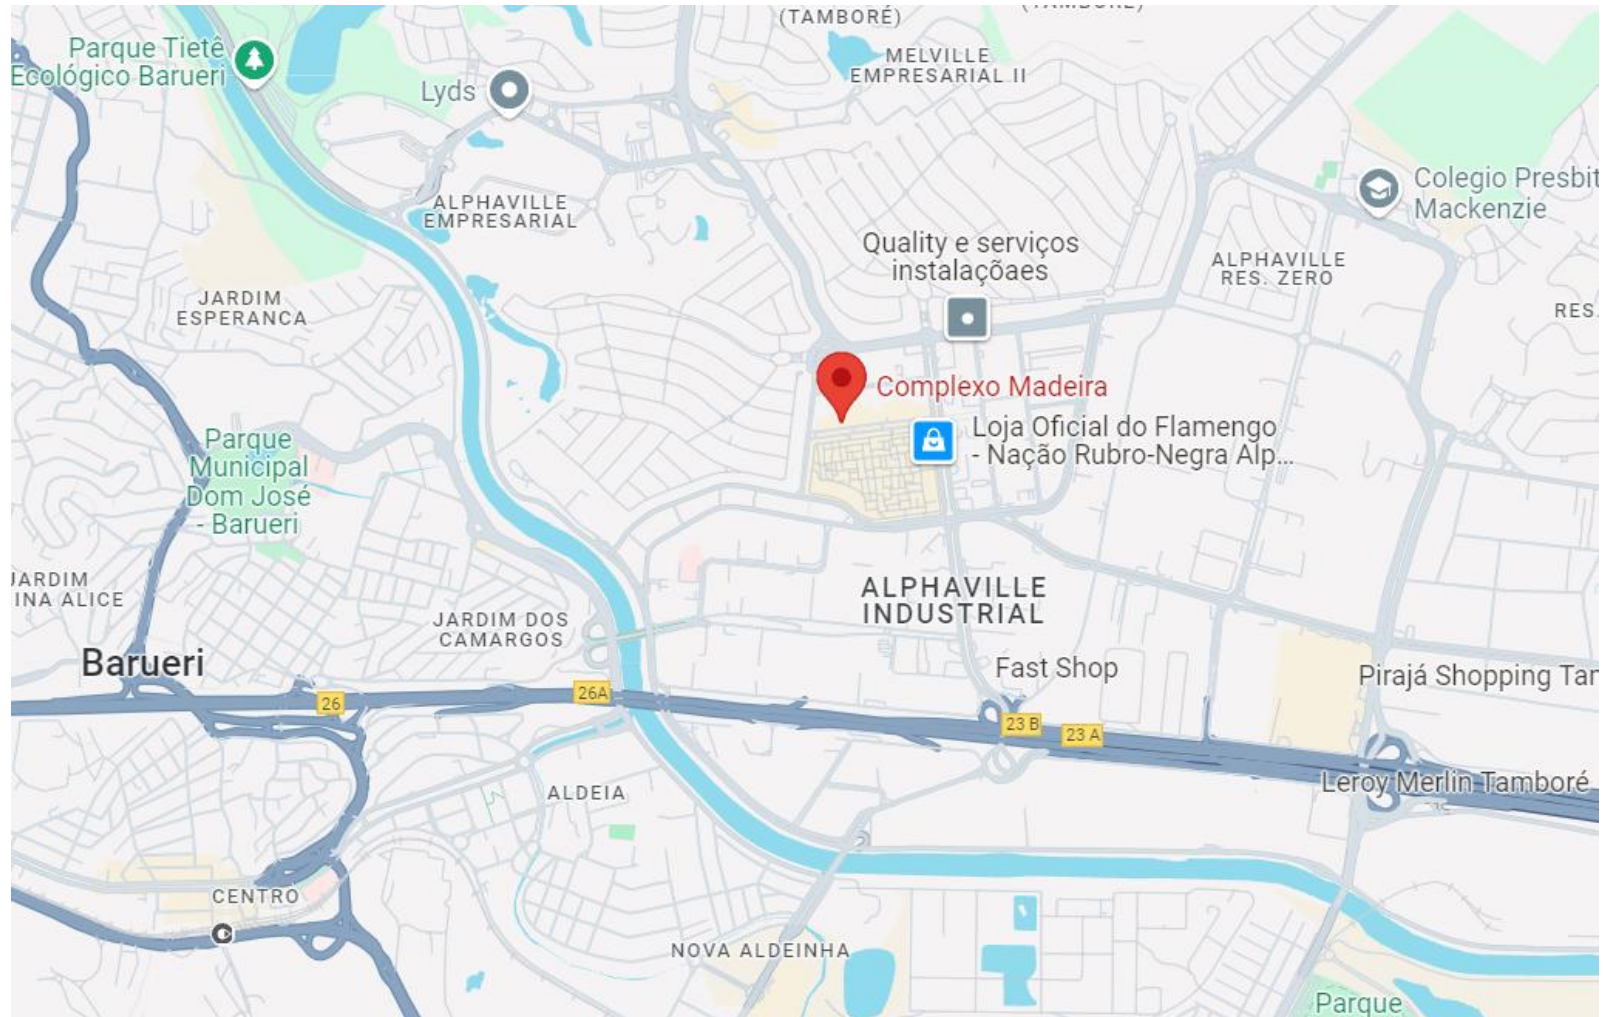 (TAMBORÉ)
(TAMBORÉ)
Parque Tietê
Ecológico Barueri
Lyds
MELVILLE
EMPRESARIAL II
Colegio Presbit
Mackenzie
ALPHAVILLE
EMPRESARIAL
Quality e serviços
instalaçõaes
ALPHAVILLE
RES. ZERO
JARDIM
ESPERANCA
RES.
Complexo Madeira
Loja Oficial do Flamengo
- Nação Rubro-Negra Alp...
Parque
Municipal
Dom José
- Barueri
JARDIM
INA ALICE
ALPHAVILLE
INDUSTRIAL
JARDIM DOS
CAMARGOS
Barueri
Fast Shop
Pirajá Shopping Tam
26
26A
23 B
23 A
Leroy Merlin Tamboré
ALDEIA
CENTRO
NOVA ALDEINHA
Parque